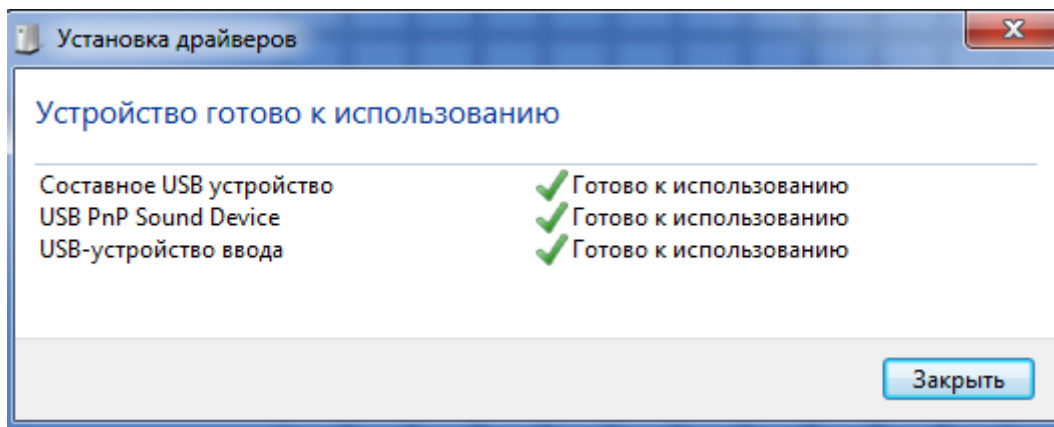 Установка драйверов
Устройство готово к использованию
Составное USB устройство Готово к использованию
USB PnP Sound Device Готово к использованию
USB-устройство ввода Готово к использованию
Закрыть